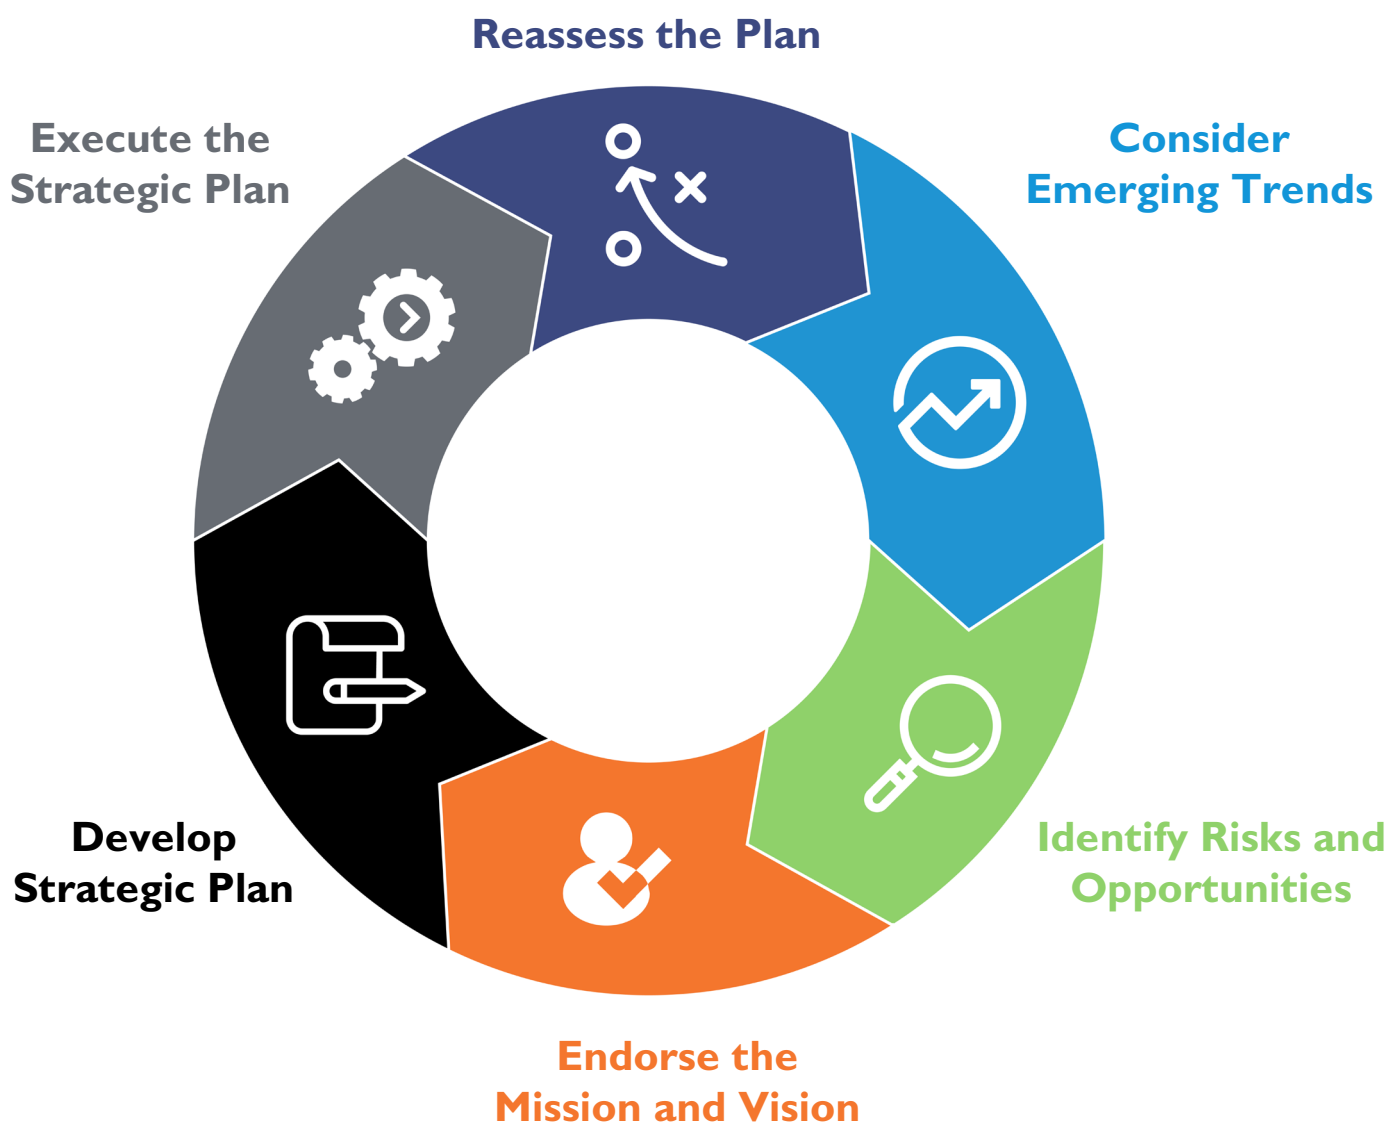 Reassess the Plan
Consider
Emerging Trends
Identify Risks and
Opportunities
Endorse the
Mission and Vision
Develop
Strategic Plan
Execute the
Strategic Plan